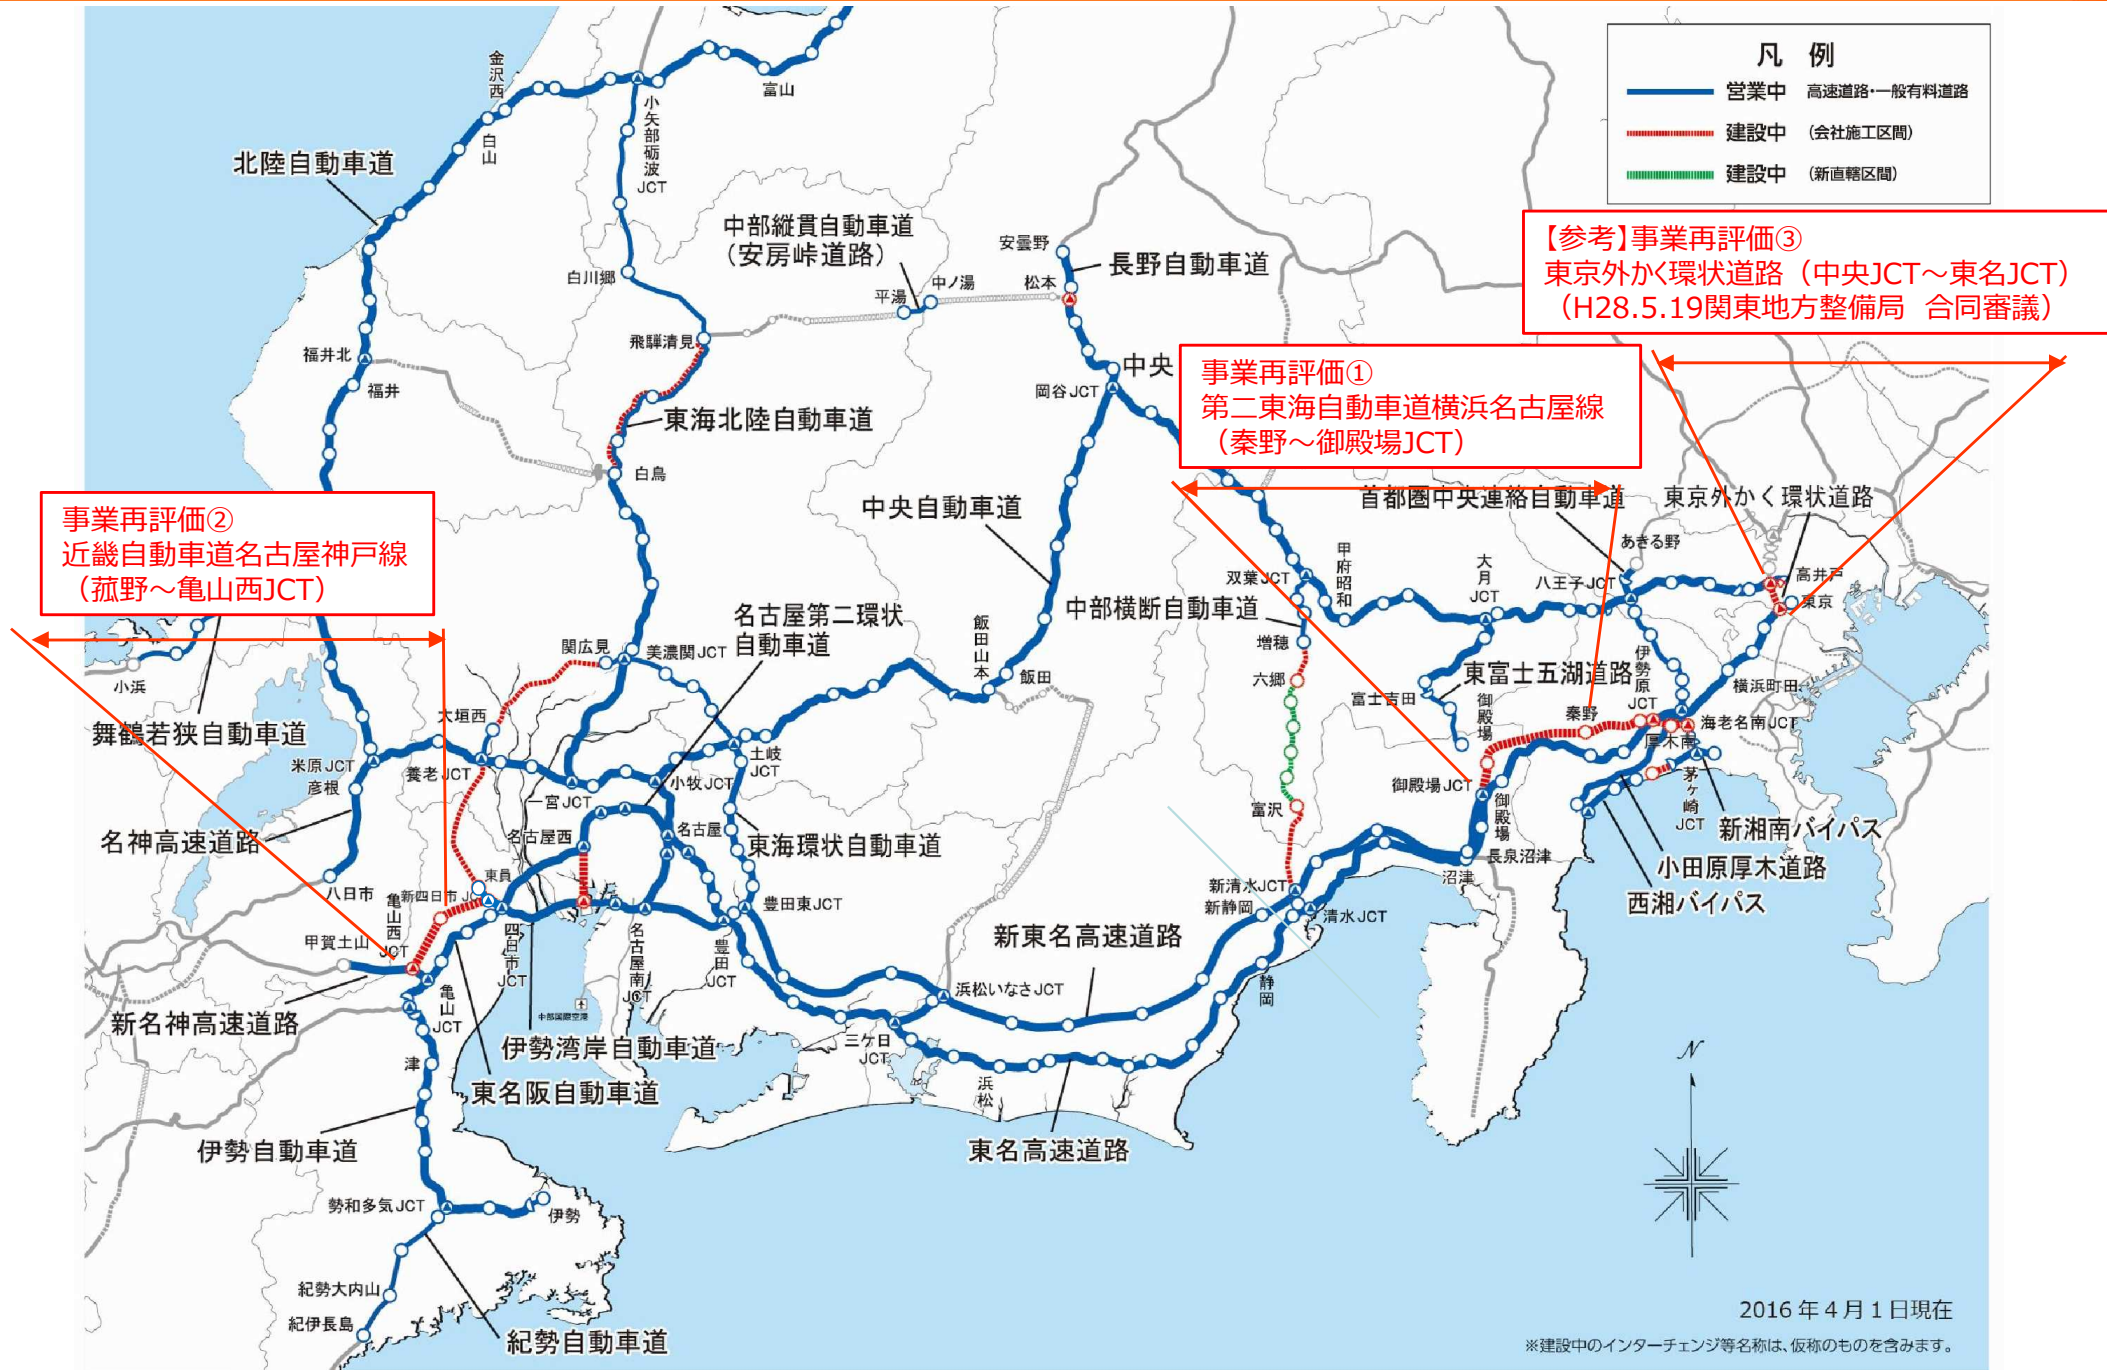 凡 例
営業中 高速道路・一般有料道路
建設中 (会社施工区間)
建設中 (新直轄区間)
【参考】事業再評価③
東京外かく環状道路（中央JCT～東名JCT）
（H28.5.19関東地方整備局 合同審議）
事業再評価①
第二東海自動車道横浜名古屋線
（秦野～御殿場JCT）
事業再評価②
近畿自動車道名古屋神戸線
（菰野～亀山西JCT）
金沢西
白山
富山
小矢部砺波JCT
北陸自動車道
中部縦貫自動車道
（安房峠道路）
安曇野
長野自動車道
白川郷
平湯
中ノ湯
松本
飛騨清見
福井北
福井
中央
岡谷JCT
東海北陸自動車道
白鳥
中央自動車道
首都圏中央連絡自動車道
東京外かく環状道路
あきる野
高井戸
東京
八王子JCT
大月JCT
甲府昭和
双葉JCT
中部横断自動車道
増穂
六郷
富沢
名古屋第二環状
自動車道
飯田山本
飯田
関広見
美濃関JCT
小浜
舞鶴若狭自動車道
大垣西
米原JCT
彦根
養老JCT
一宮JCT
小牧JCT
土岐JCT
名神高速道路
八日市
名古屋西
名古屋
東海環状自動車道
東員
新四日市JC
亀山西JCT
甲賀土山
四日市JCT
名古屋南JCT
豊田JCT
豊田東JCT
亀山JCT
新名神高速道路
中部国際空港
伊勢湾岸自動車道
東名阪自動車道
津
伊勢自動車道
勢和多気JCT
伊勢
紀勢大内山
紀伊長島
紀勢自動車道
三ケ日JCT
浜松いなさJCT
浜松
新東名高速道路
東名高速道路
静岡
新清水JCT
新静岡
清水JCT
東富士五湖道路
富士吉田
御殿場
御殿場JCT
御殿場
長泉沼津
沼津
秦野
伊勢原JCT
横浜町田
海老名南JCT
厚木南
茅ヶ崎JCT
新湘南バイパス
小田原厚木道路
西湘バイパス
N
2016年4月1日現在
※建設中のインターチェンジ等名称は、仮称のものを含みます。